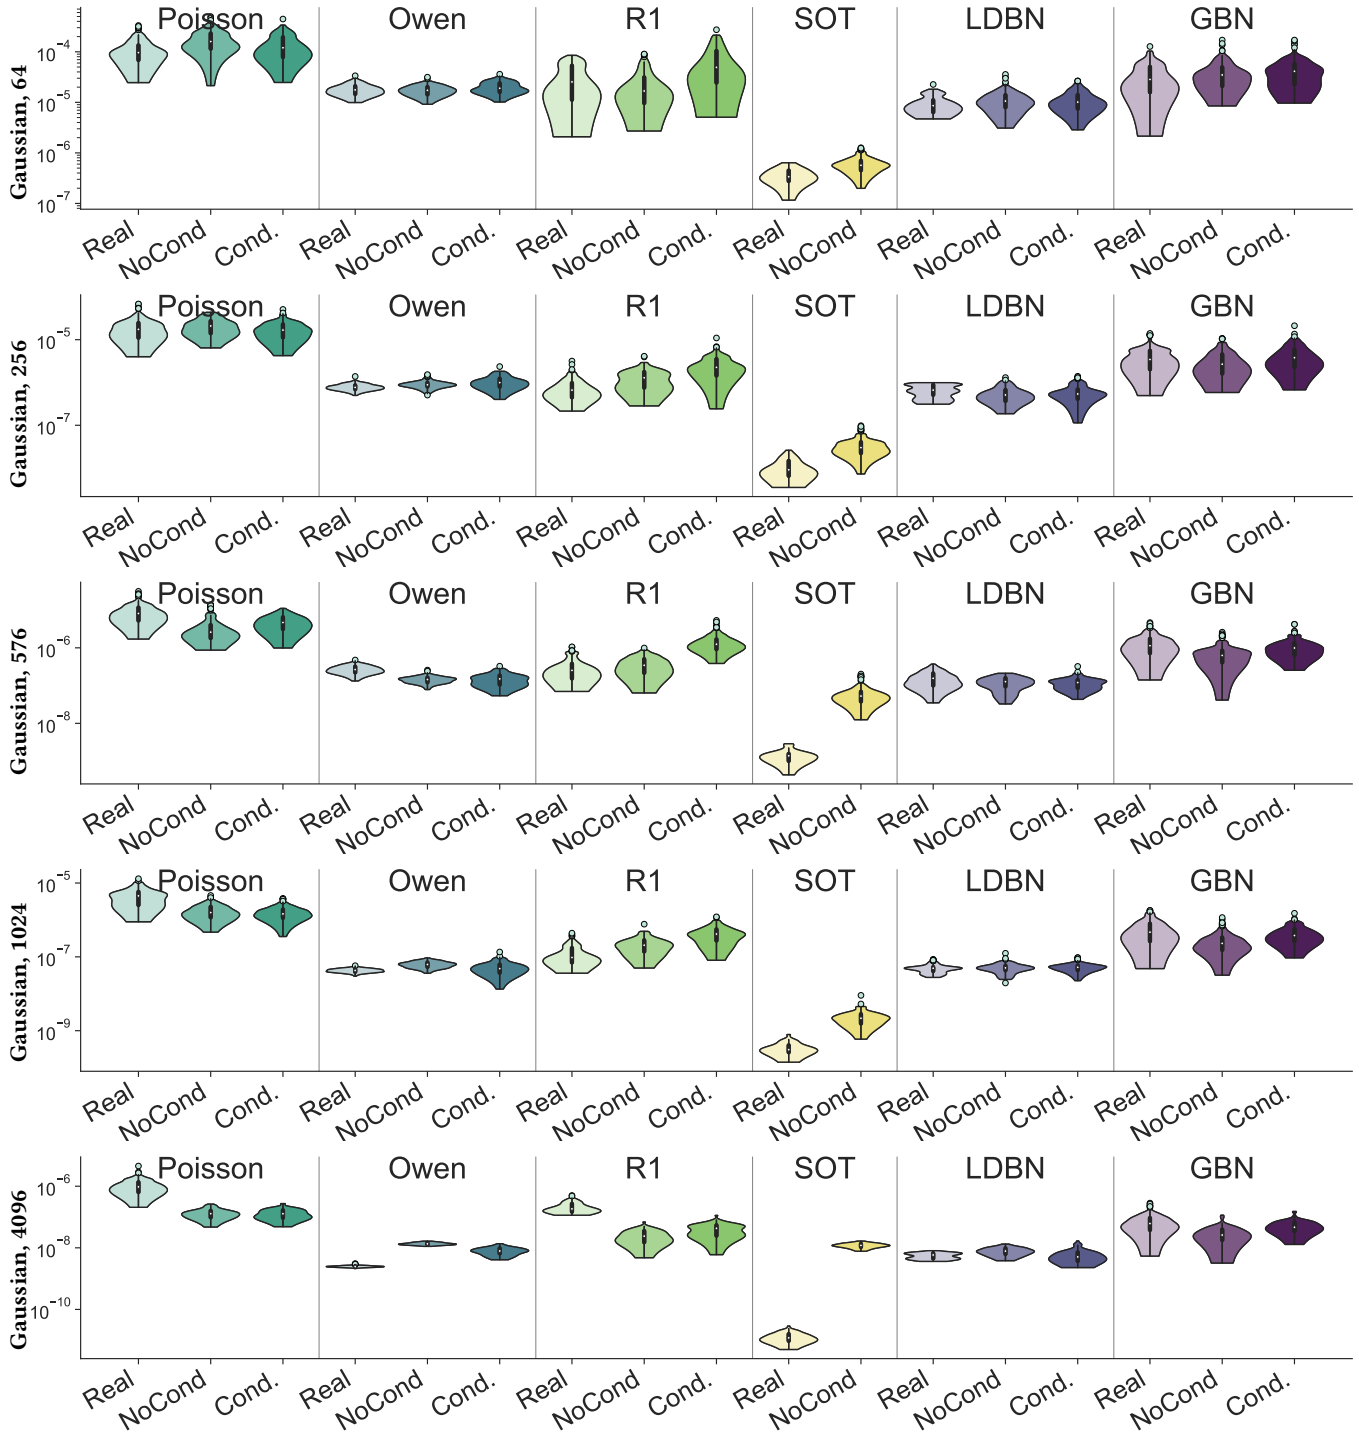 Poisson Owen R1 SOT LDBN GBN
10−4
10−5
10−6
10−7
Gaussian, 64
Real NoCond Cond. Real NoCond Cond. Real NoCond Cond. Real NoCond Real NoCond Cond. Real NoCond Cond.
Poisson Owen R1 SOT LDBN GBN
10−5
10−7
Gaussian, 256
Real NoCond Cond. Real NoCond Cond. Real NoCond Cond. Real NoCond Real NoCond Cond. Real NoCond Cond.
Poisson Owen R1 SOT LDBN GBN
10−6
10−8
Gaussian, 576
Real NoCond Cond. Real NoCond Cond. Real NoCond Cond. Real NoCond Real NoCond Cond. Real NoCond Cond.
Poisson Owen R1 SOT LDBN GBN
10−5
10−7
10−9
Gaussian, 1024
Real NoCond Cond. Real NoCond Cond. Real NoCond Cond. Real NoCond Real NoCond Cond. Real NoCond Cond.
Poisson Owen R1 SOT LDBN GBN
10−6
10−8
10−10
Gaussian, 4096
Real NoCond Cond. Real NoCond Cond. Real NoCond Cond. Real NoCond Real NoCond Cond. Real NoCond Cond.